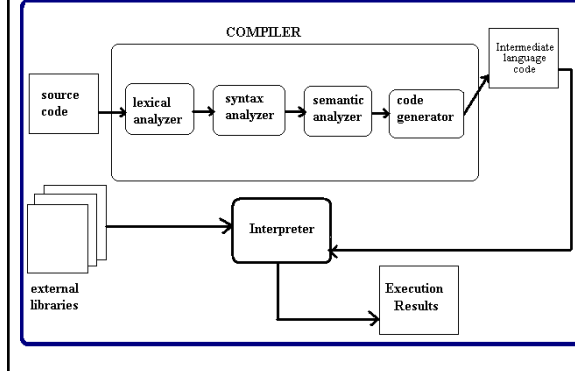 COMPILER
Intermediate
language
code
source
code
lexical
analyzer
syntax
analyzer
semantic
analyzer
code
generator
Interpreter
external
libraries
Execution
Results